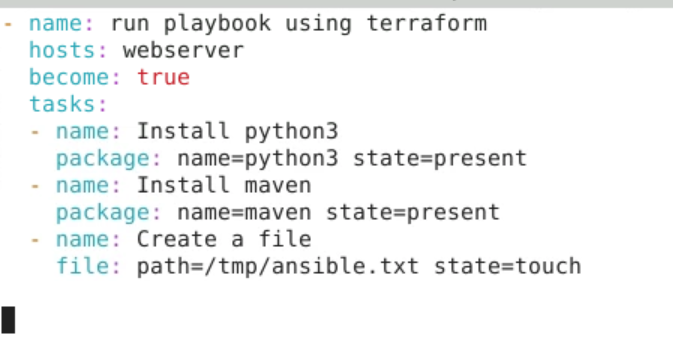 - name: run playbook using terraform
  hosts: webserver
  become: true
  tasks:
  - name: Install python3
    package: name=python3 state=present
  - name: Install maven
    package: name=maven state=present
  - name: Create a file
    file: path=/tmp/ansible.txt state=touch